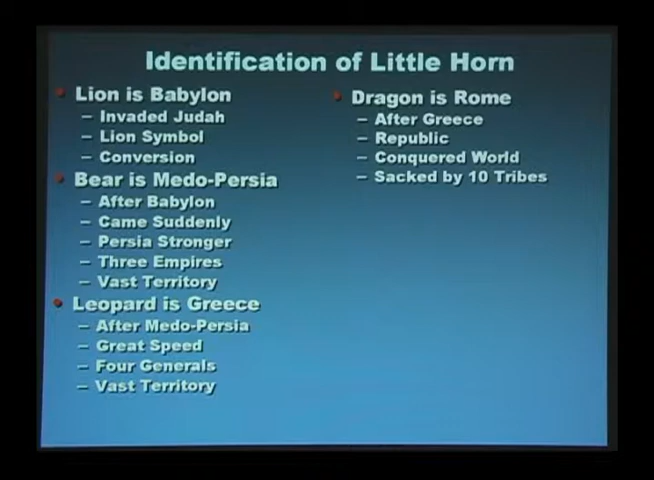 Identification of Little Horn
• Lion is Babylon
– Invaded Judah
– Lion Symbol
– Conversion
• Bear is Medo-Persia
– After Babylon
– Came Suddenly
– Persia Stronger
– Three Empires
– Vast Territory
• Leopard is Greece
– After Medo-Persia
– Great Speed
– Four Generals
– Vast Territory
• Dragon is Rome
– After Greece
– Republic
– Conquered World
– Sacked by 10 Tribes